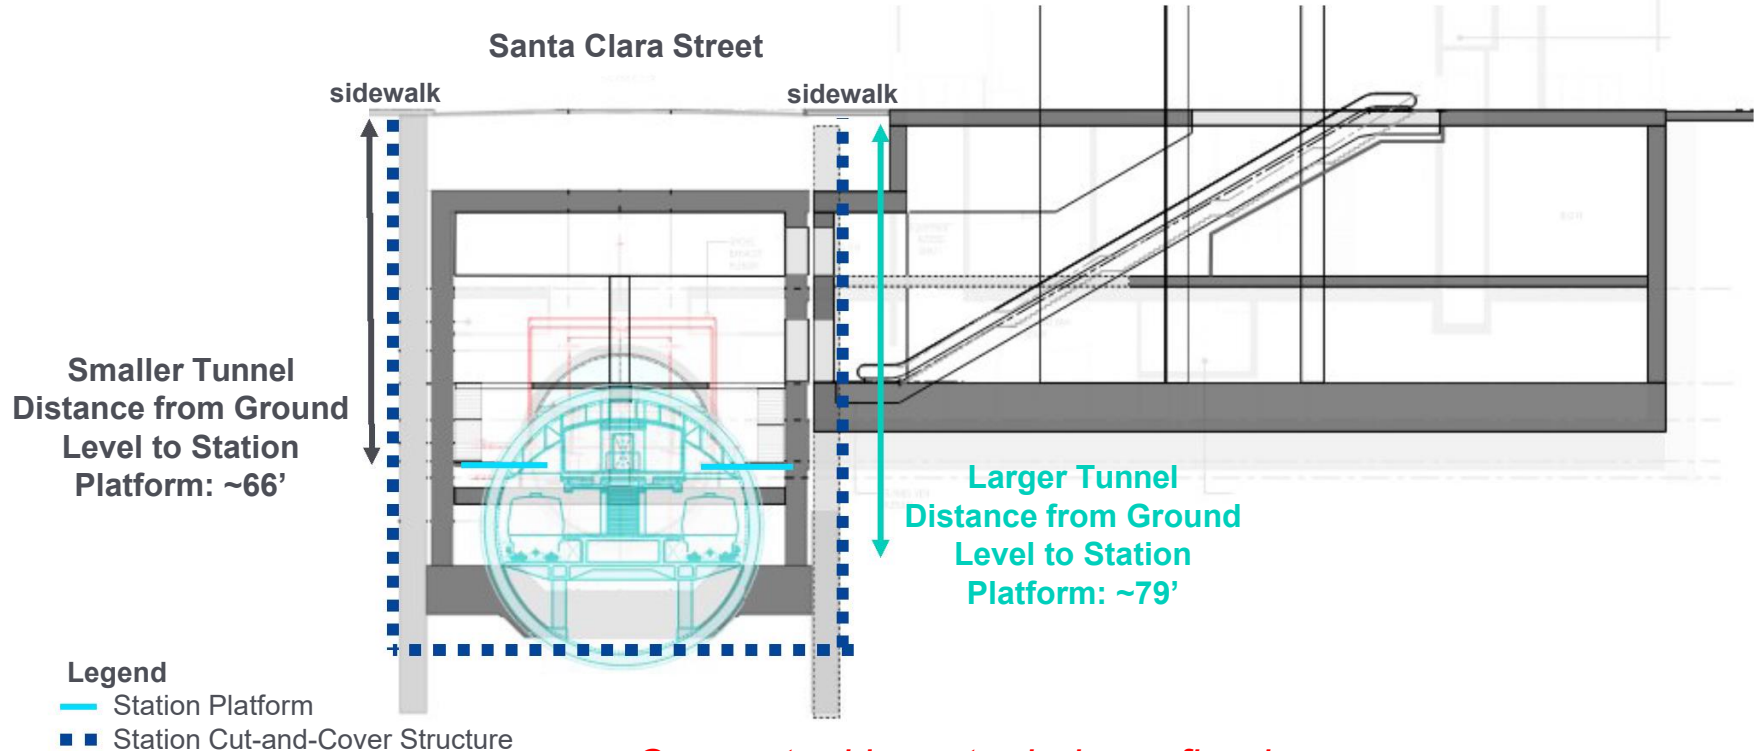 Santa Clara Street
sidewalk
sidewalk
Smaller Tunnel
Distance from Ground
Level to Station
Platform: ~66’
Larger Tunnel
Distance from Ground
Level to Station
Platform: ~79’
Legend
Station Platform
Station Cut-and-Cover Structure